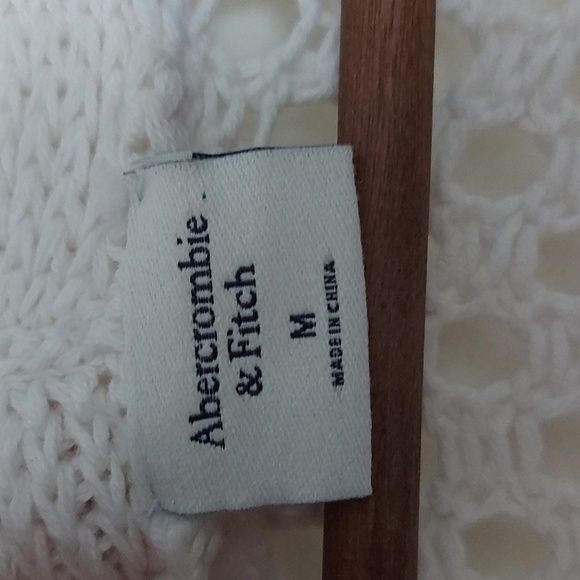 Abercrombie
& Fitch
M
MADE IN CHINA